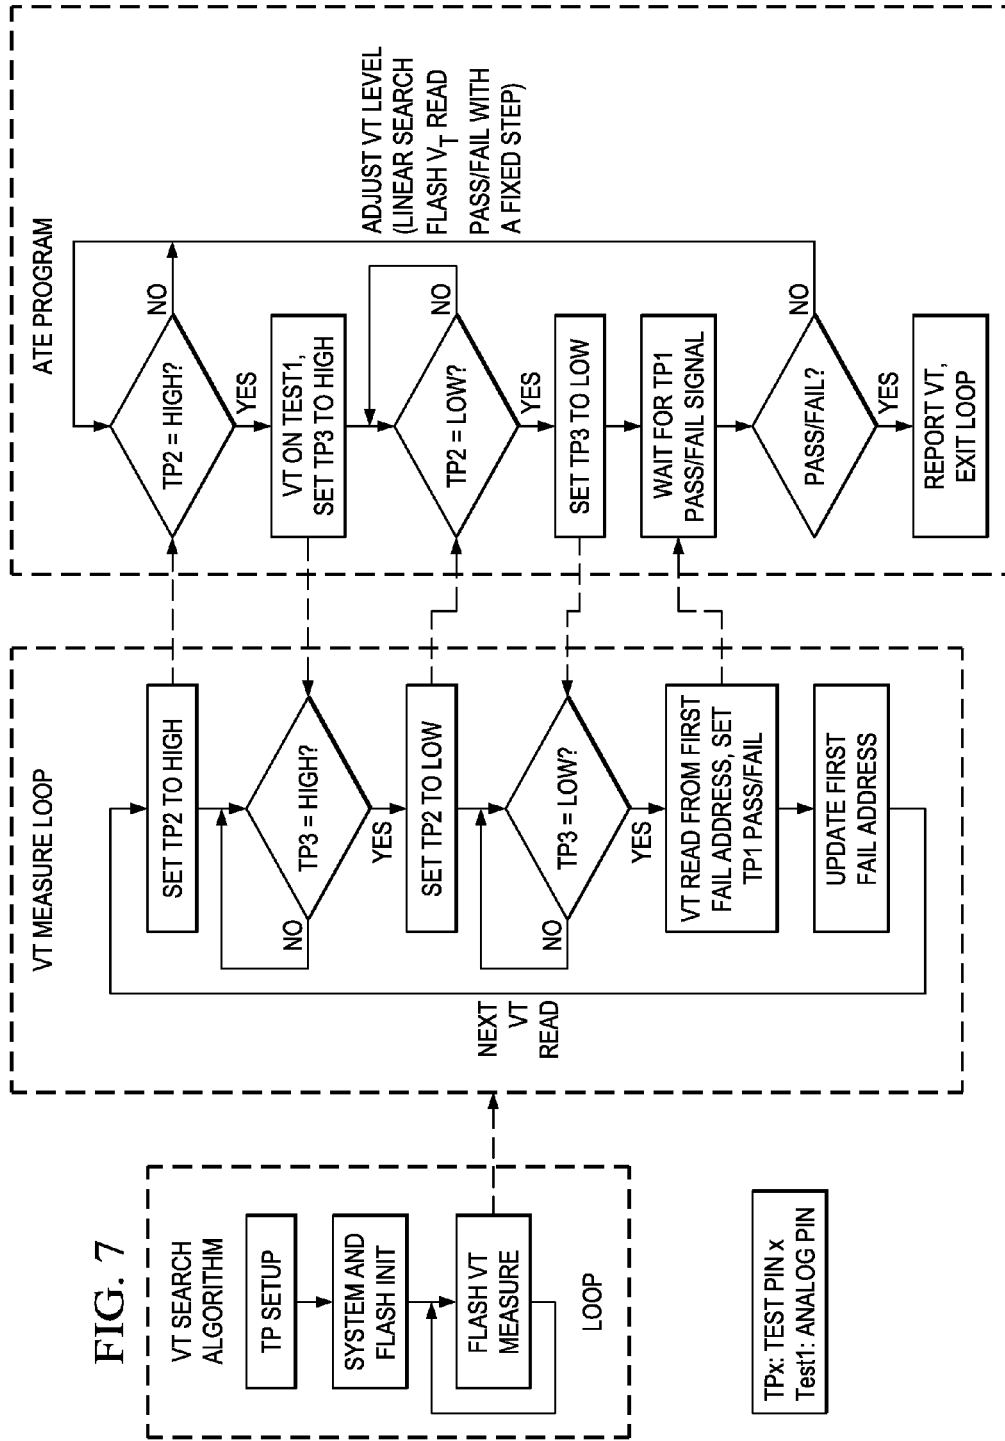 FIG. 7
VT SEARCH
ALGORITHM
TP SETUP
SYSTEM AND
FLASH INIT
FLASH VT
MEASURE
LOOP
TPx: TEST PIN x
Test1: ANALOG PIN
VT MEASURE LOOP
SET TP2 TO HIGH
TP3 = HIGH?
NO
YES
SET TP2 TO LOW
TP3 = LOW?
NO
YES
VT READ FROM FIRST
FAIL ADDRESS, SET
TP1 PASS/FAIL
UPDATE FIRST
FAIL ADDRESS
NEXT
VT
READ
ATE PROGRAM
TP2 = HIGH?
NO
YES
VT ON TEST1,
SET TP3 TO HIGH
TP2 = LOW?
NO
YES
SET TP3 TO LOW
WAIT FOR TP1
PASS/FAIL SIGNAL
PASS/FAIL?
NO
YES
REPORT VT,
EXIT LOOP
ADJUST VT LEVEL
(LINEAR SEARCH
FLASH VT READ
PASS/FAIL WITH
A FIXED STEP)